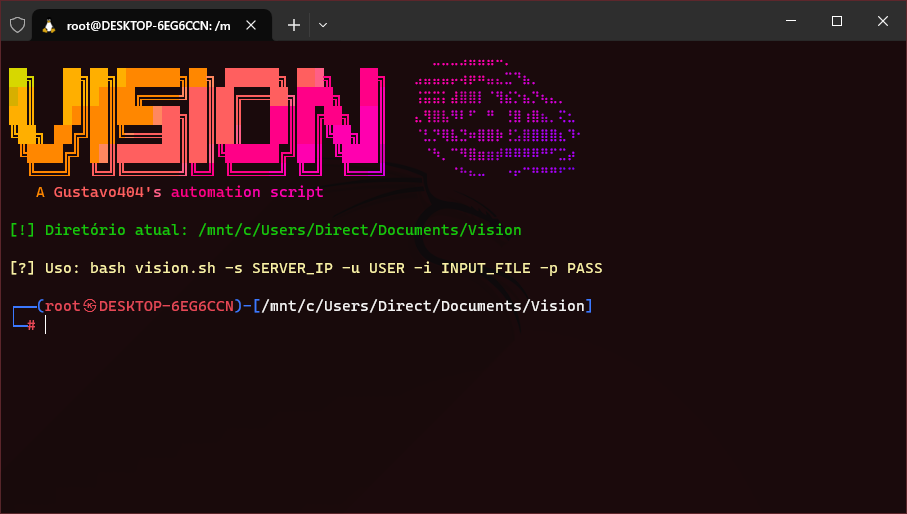 root@DESKTOP-6EG6CCN: /m
VISION
A Gustavo404's automation script
[!] Diretório atual: /mnt/c/Users/Direct/Documents/Vision
[?] Uso: bash vision.sh -s SERVER_IP -u USER -i INPUT_FILE -p PASS
┌──(root㉿DESKTOP-6EG6CCN)-[/mnt/c/Users/Direct/Documents/Vision]
└─#